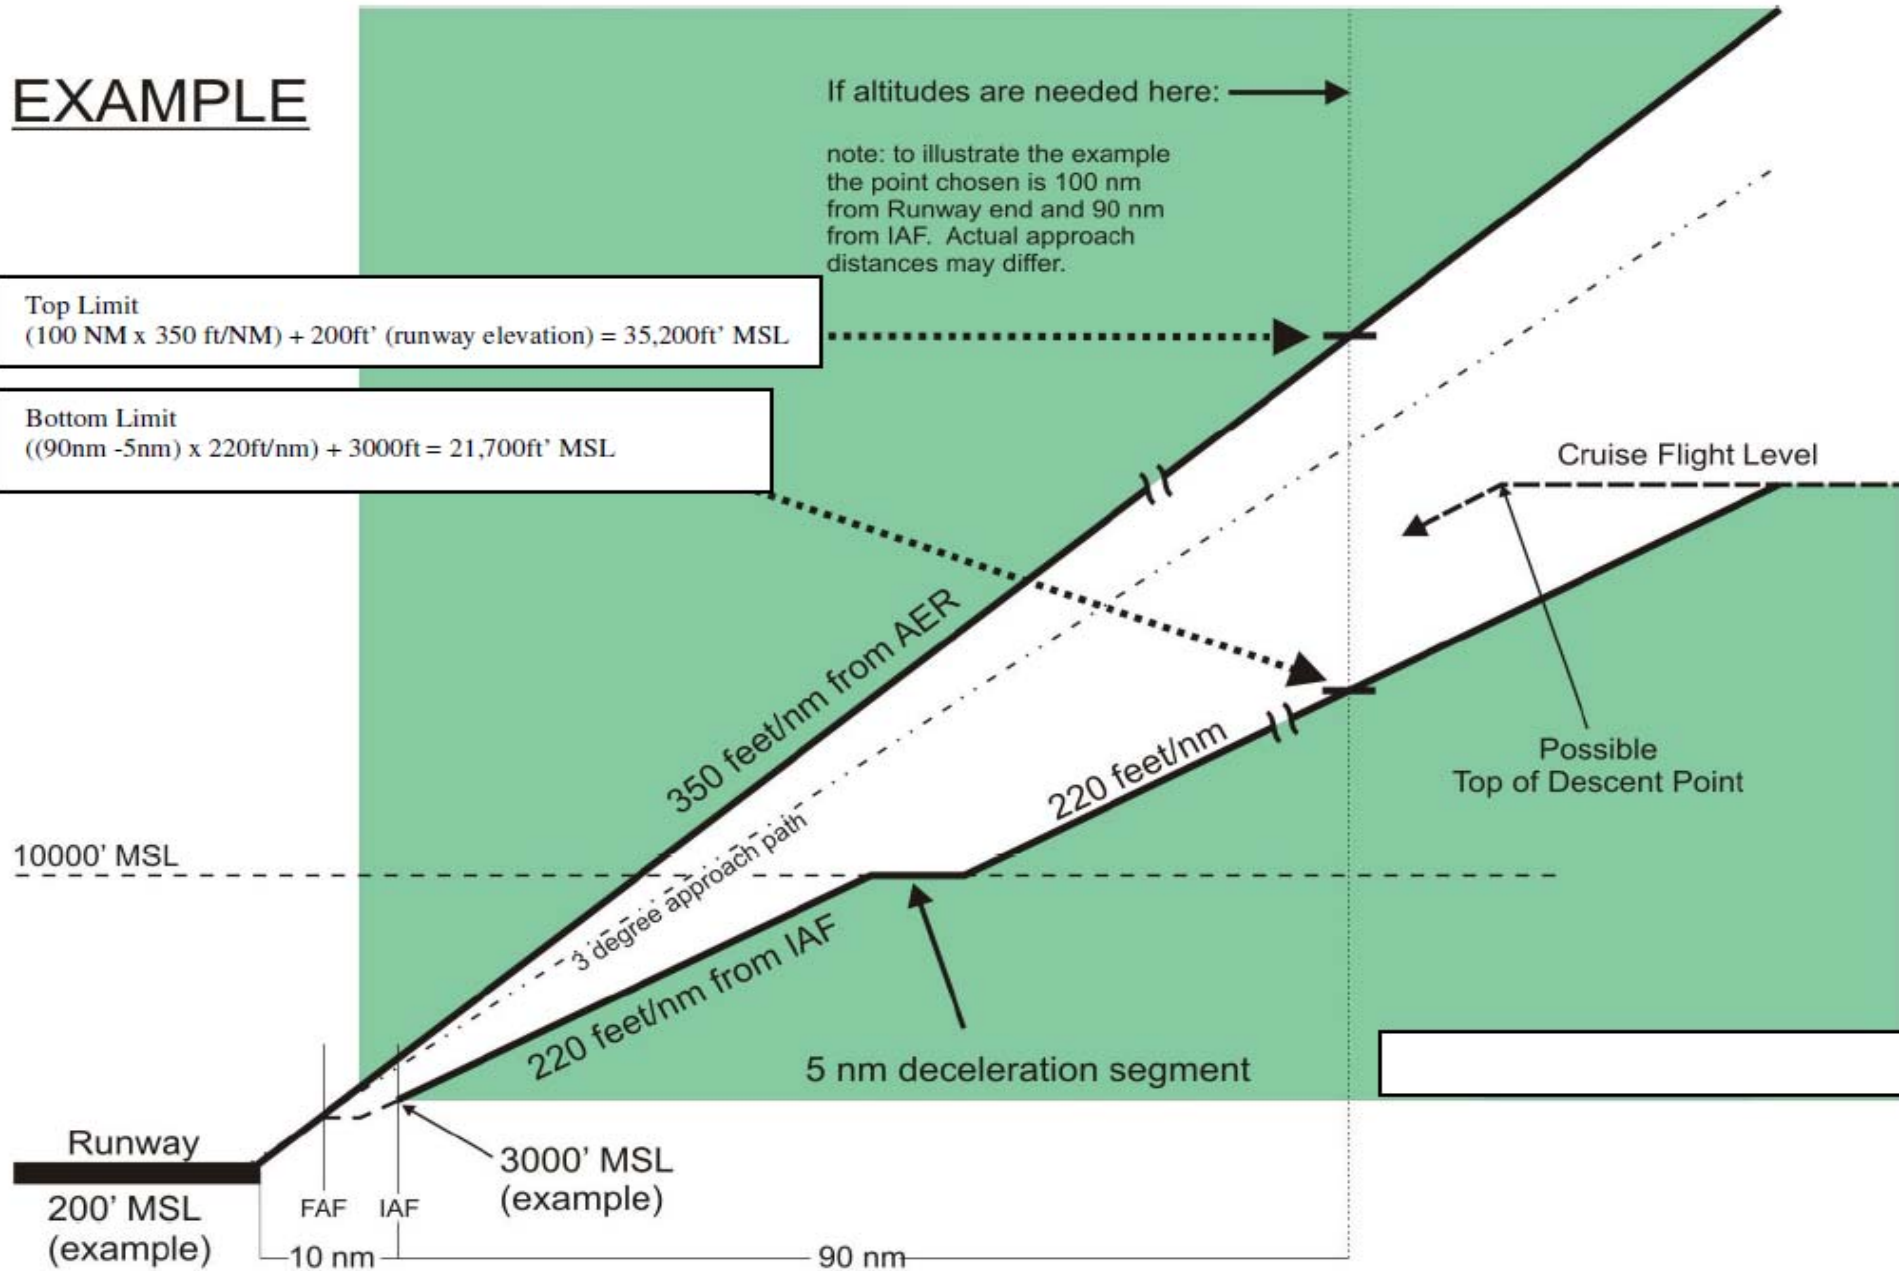 EXAMPLE
If altitudes are needed here:
note: to illustrate the example
the point chosen is 100 nm
from Runway end and 90 nm
from IAF. Actual approach
distances may differ.
Top Limit
(100 NM x 350 ft/NM) + 200ft’ (runway elevation) = 35,200ft’ MSL
Bottom Limit
((90nm -5nm) x 220ft/nm) + 3000ft = 21,700ft’ MSL
Cruise Flight Level
350 feet/nm from AER
220 feet/nm
Possible
Top of Descent Point
10000’ MSL
3 degree approach path
220 feet/nm from IAF
5 nm deceleration segment
Runway
200’ MSL
(example)
FAF
IAF
3000’ MSL
(example)
10 nm
90 nm